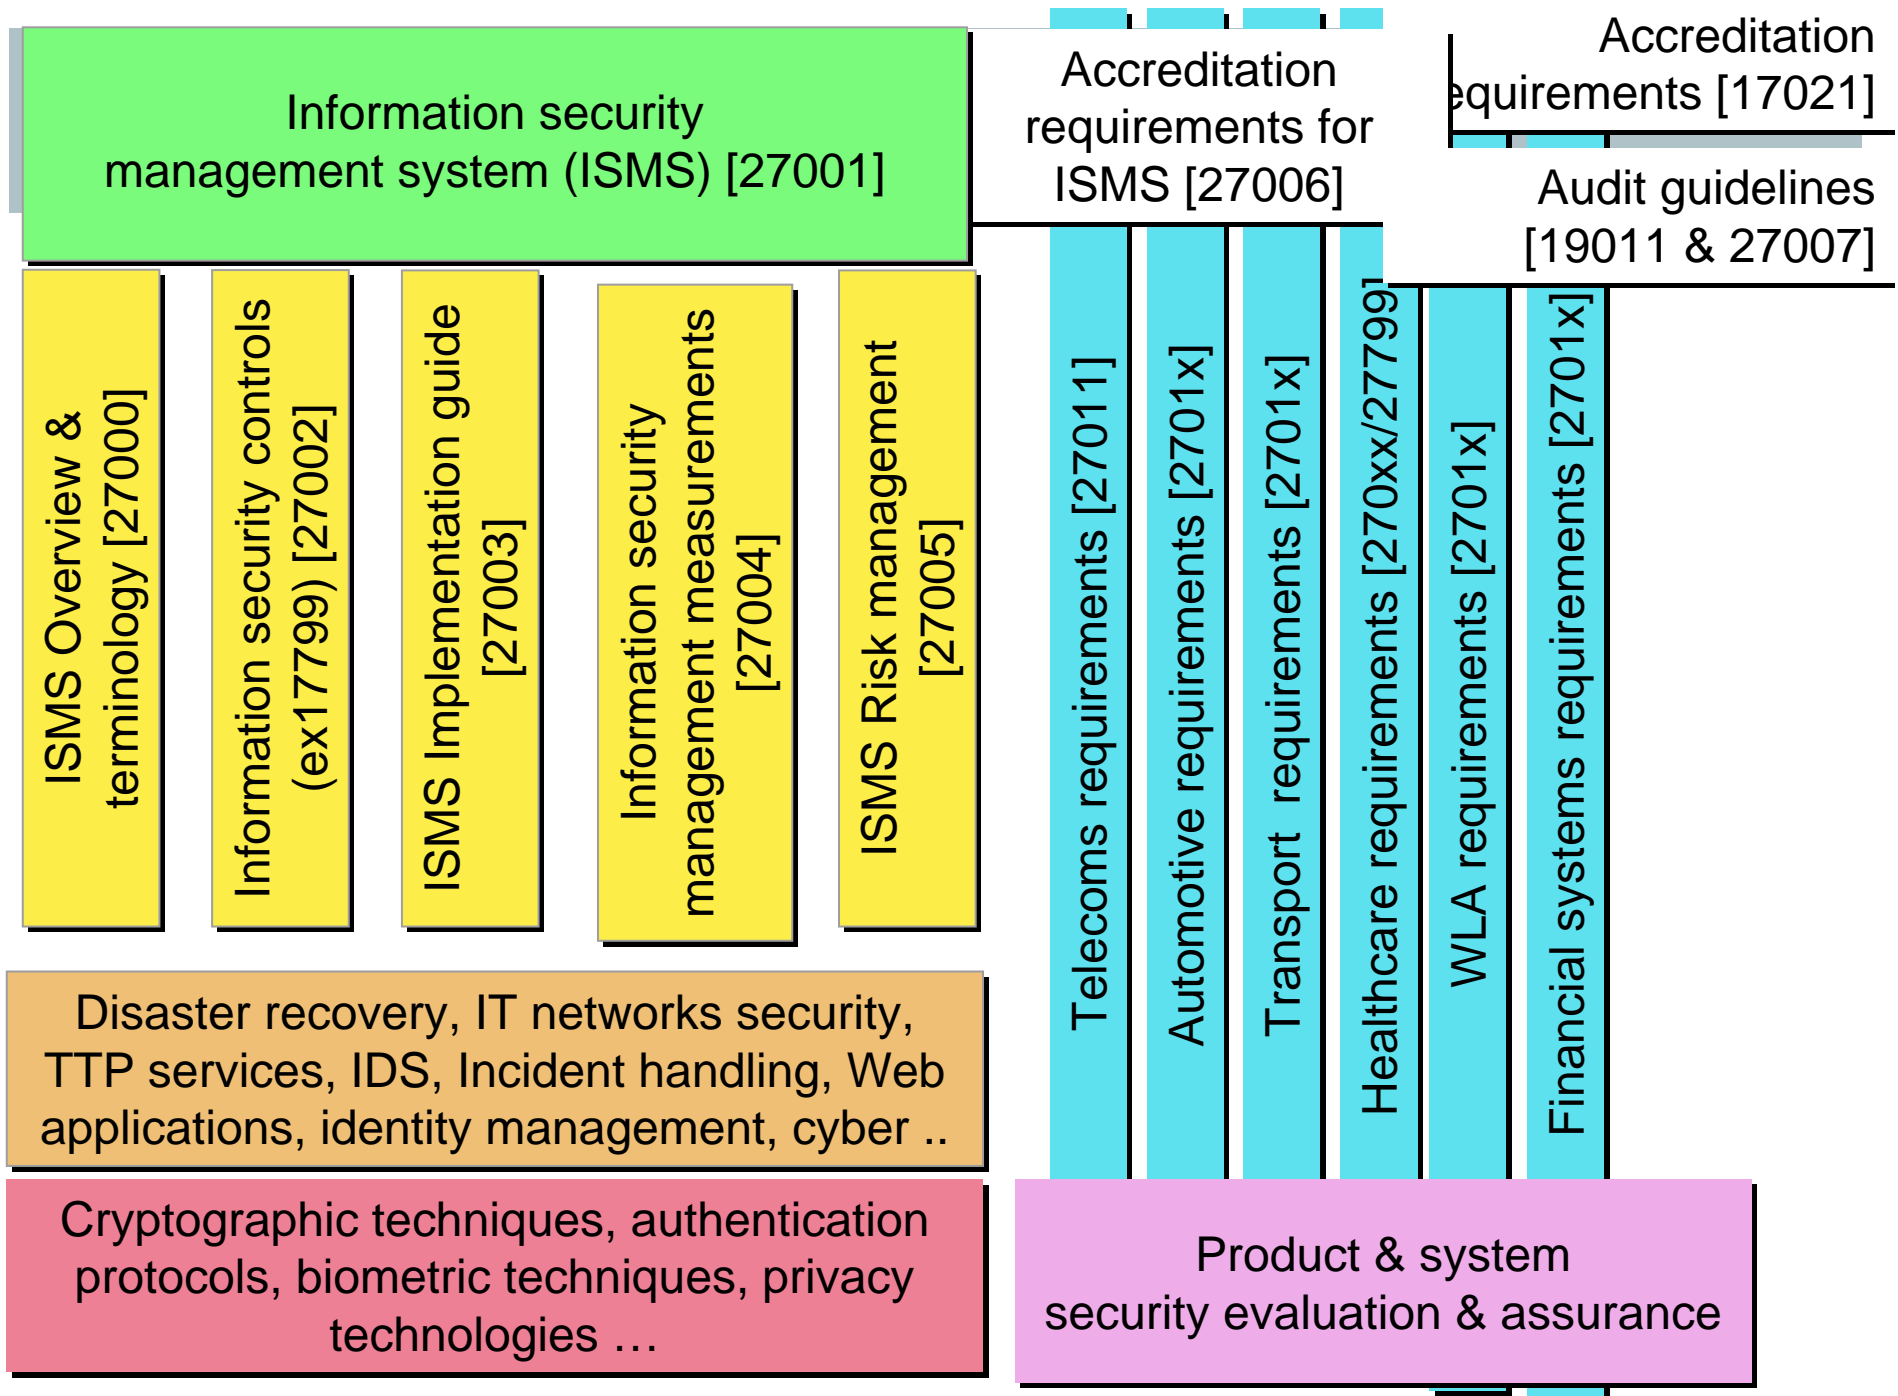 Information security
management system (ISMS) [27001]
Accreditation
requirements for
ISMS [27006]
Accreditation
equirements [17021]
Audit guidelines
[19011 & 27007]
ISMS Overview &
terminology [27000]
Information security controls
(ex17799) [27002]
ISMS Implementation guide
[27003]
Information security
management measurements
[27004]
ISMS Risk management
[27005]
Telecoms requirements [27011]
Automotive requirements [2701x]
Transport  requirements [2701x]
Healthcare requirements [270xx/27799]
WLA requirements [2701x]
Financial systems requirements [2701x]
Disaster recovery, IT networks security,
TTP services, IDS, Incident handling, Web
applications, identity management, cyber ..
Cryptographic techniques, authentication
protocols, biometric techniques, privacy
technologies …
Product & system
security evaluation & assurance